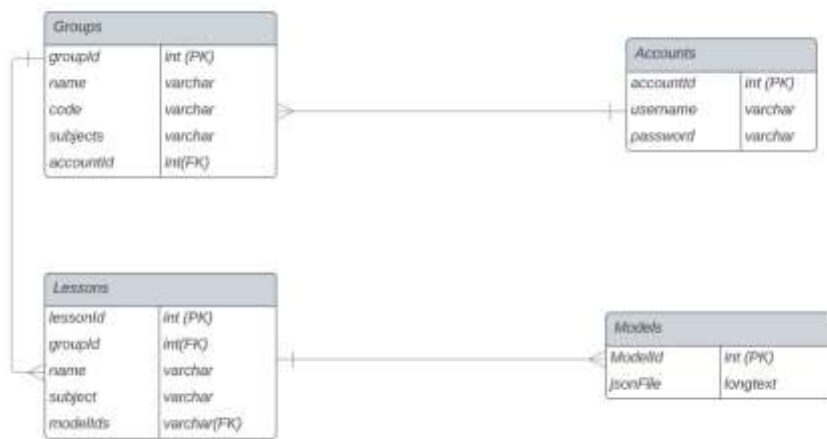 Groups
groupId int (PK)
name varchar
code varchar
subjects varchar
accountId int(FK)
Accounts
accountId int (PK)
username varchar
password varchar
Lessons
lessonId int (PK)
groupId int(FK)
name varchar
subject varchar
modelIds varchar(FK)
Models
ModelId int (PK)
jsonFile longtext